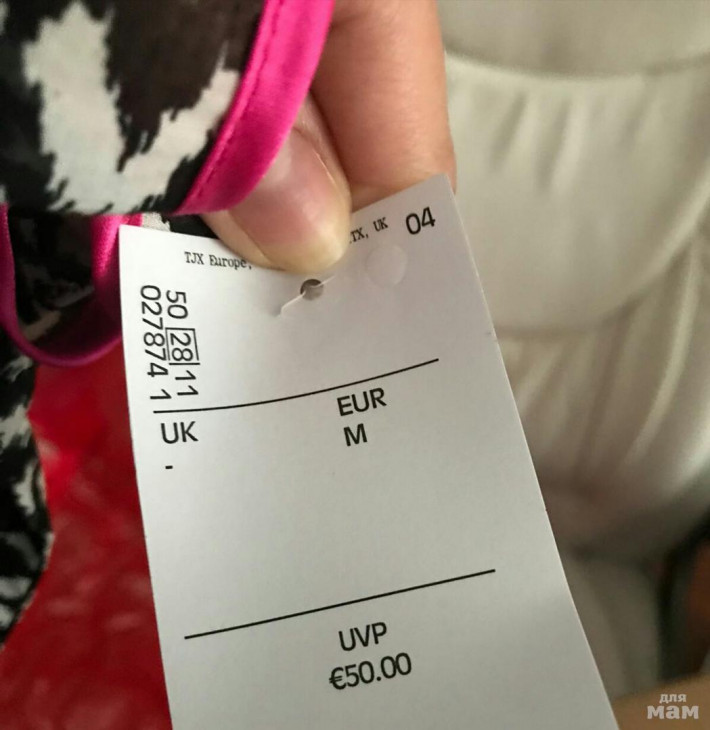 TJX Europe, TX, UK 04
50 28 11
027874 1
UK EUR
- M
UVP
€50.00
для
мам